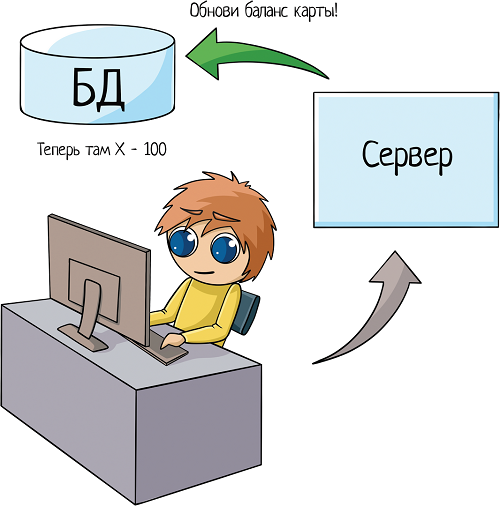 Обнови баланс карты!
БД
Теперь там X - 100
Сервер